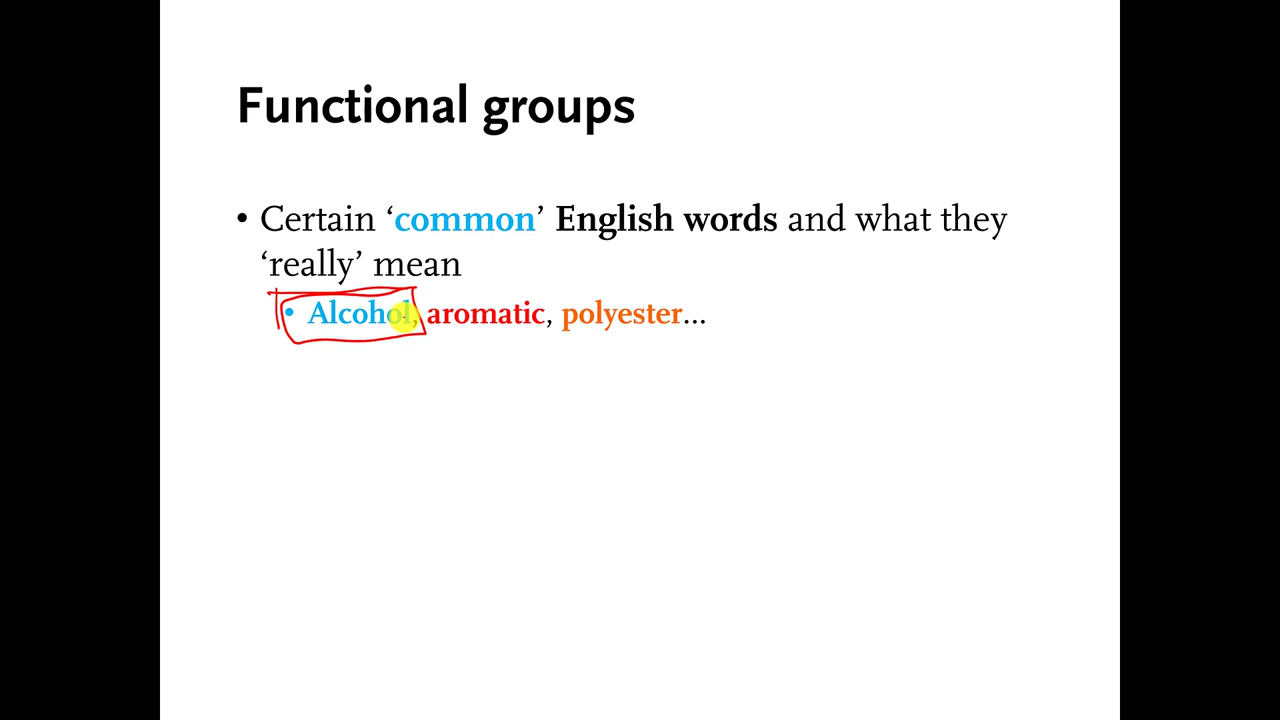 Functional groups
• Certain ‘common’ English words and what they
‘really’ mean
• Alcohol, aromatic, polyester...